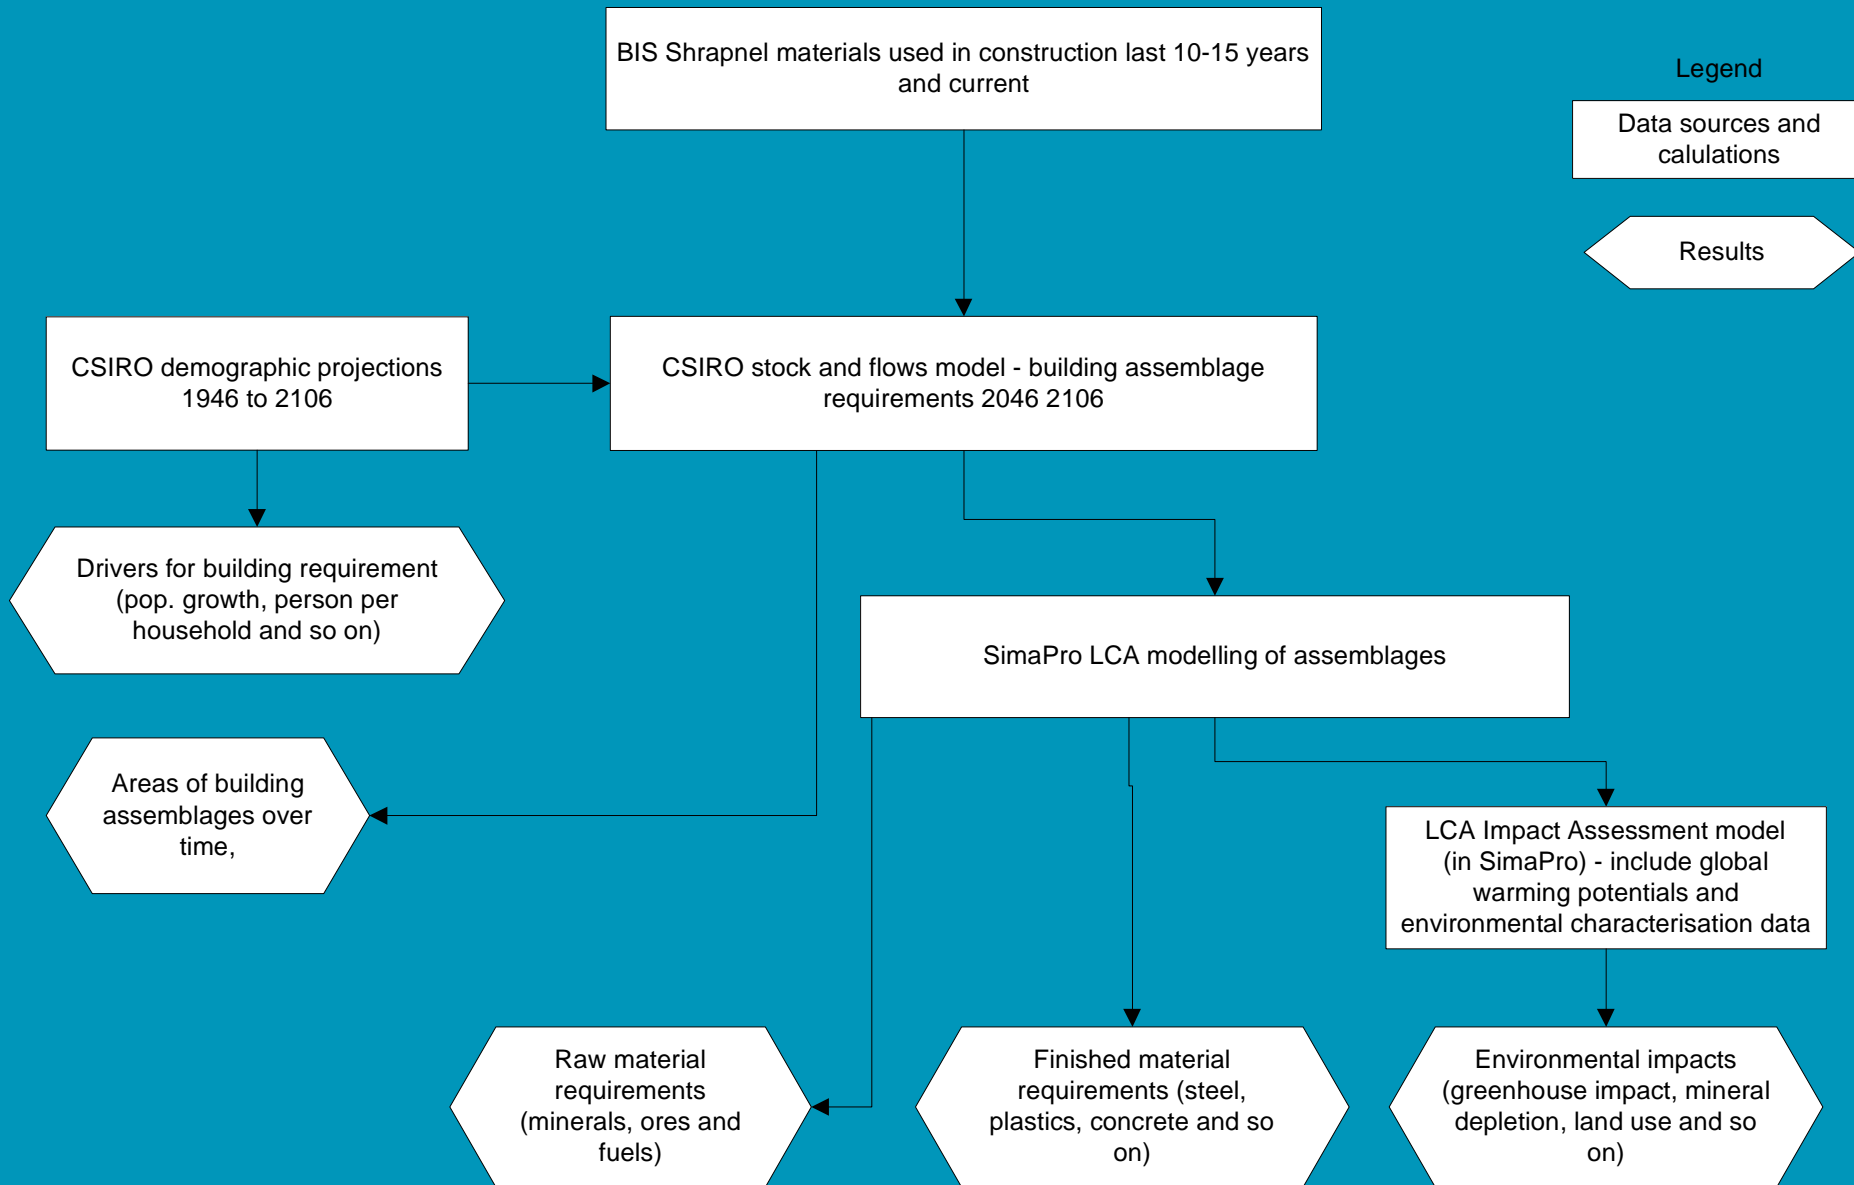 BIS Shrapnel materials used in construction last 10-15 years
and current
Legend
Data sources and
calulations
Results
CSIRO demographic projections
1946 to 2106
CSIRO stock and flows model - building assemblage
requirements 2046 2106
Drivers for building requirement
(pop. growth, person per
household and so on)
SimaPro LCA modelling of assemblages
Areas of building
assemblages over
time,
LCA Impact Assessment model
(in SimaPro) - include global
warming potentials and
environmental characterisation data
Raw material
requirements
(minerals, ores and
fuels)
Finished material
requirements (steel,
plastics, concrete and so
on)
Environmental impacts
(greenhouse impact, mineral
depletion, land use and so
on)